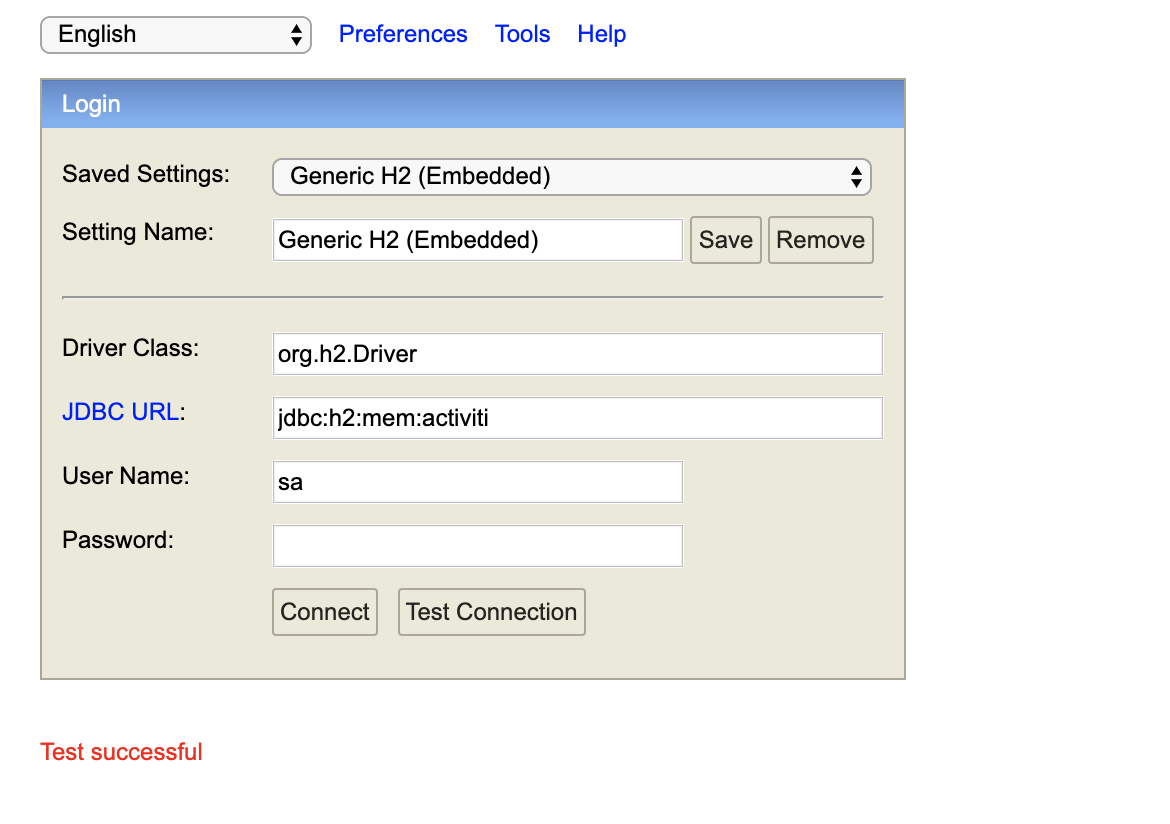 English Preferences Tools Help
Login
Saved Settings: Generic H2 (Embedded)
Setting Name: Generic H2 (Embedded) Save Remove
Driver Class: org.h2.Driver
JDBC URL: jdbc:h2:mem:activiti
User Name: sa
Password:
Connect Test Connection
Test successful